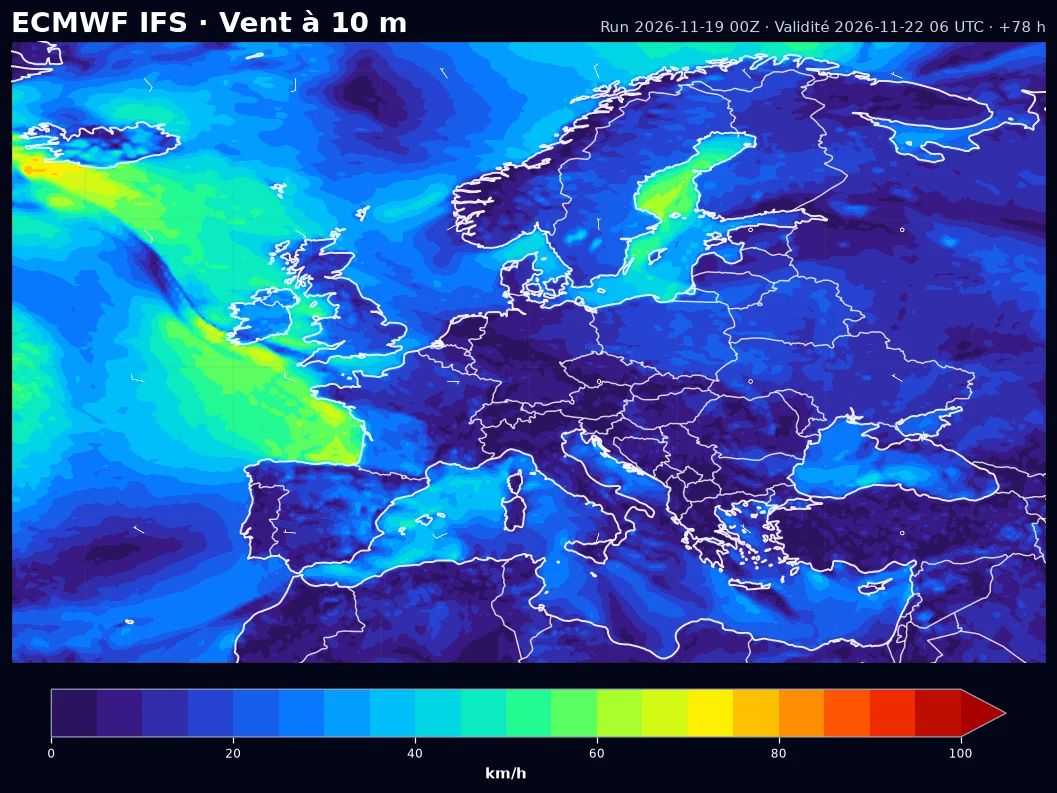 ECMWF IFS · Vent à 10 m
Run 2026-11-19 00Z · Validité 2026-11-22 06 UTC · +78 h
0 20 40 60 80 100
km/h